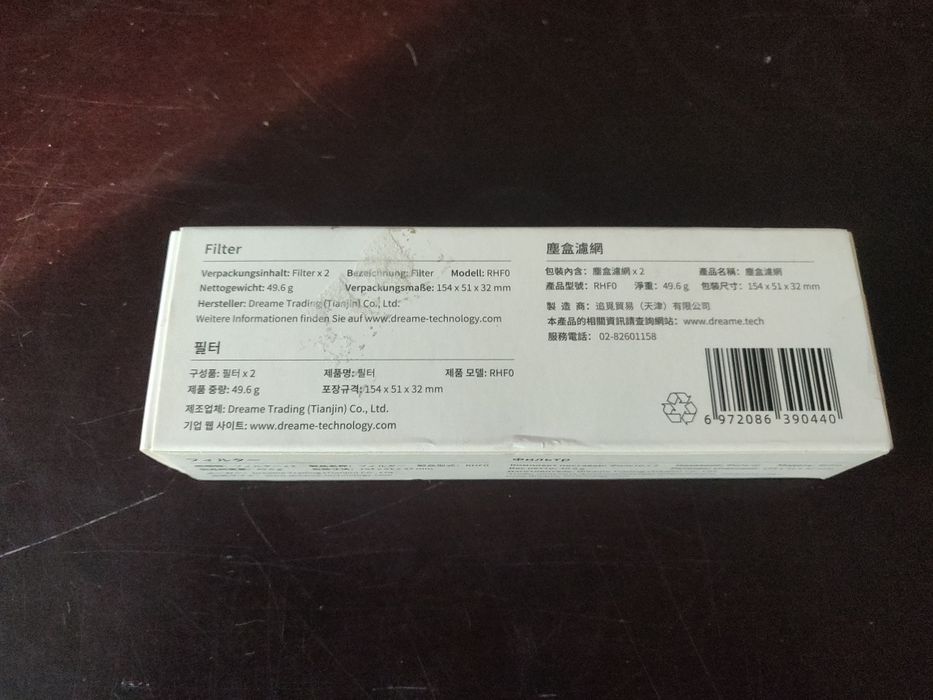 Filter
Verpackungsinhalt: Filter x 2 Bezeichnung: Filter Modell: RHF0
Nettogewicht: 49.6 g Verpackungsmaße: 154 x 51 x 32 mm
Hersteller: Dreame Trading (Tianjin) Co., Ltd.
Weitere Informationen finden Sie auf www.dreame-technology.com
필터
구성품: 필터 x 2 제품명: 필터 제품 모델: RHF0
제품 중량: 49.6 g 포장규격: 154 x 51 x 32 mm
제조업체: Dreame Trading (Tianjin) Co., Ltd.
기업 웹 사이트: www.dreame-technology.com
塵盒濾網
包裝內含: 塵盒濾網 x 2 產品名稱: 塵盒濾網
產品型號: RHF0 淨重: 49.6 g 包裝尺寸: 154 x 51 x 32 mm
製 造 商: 追覓貿易（天津）有限公司
本產品的相關資訊請查詢網站: www.dreame.tech
服務電話: 02-82601158
6 972086 390440
フィルター
Фильтр